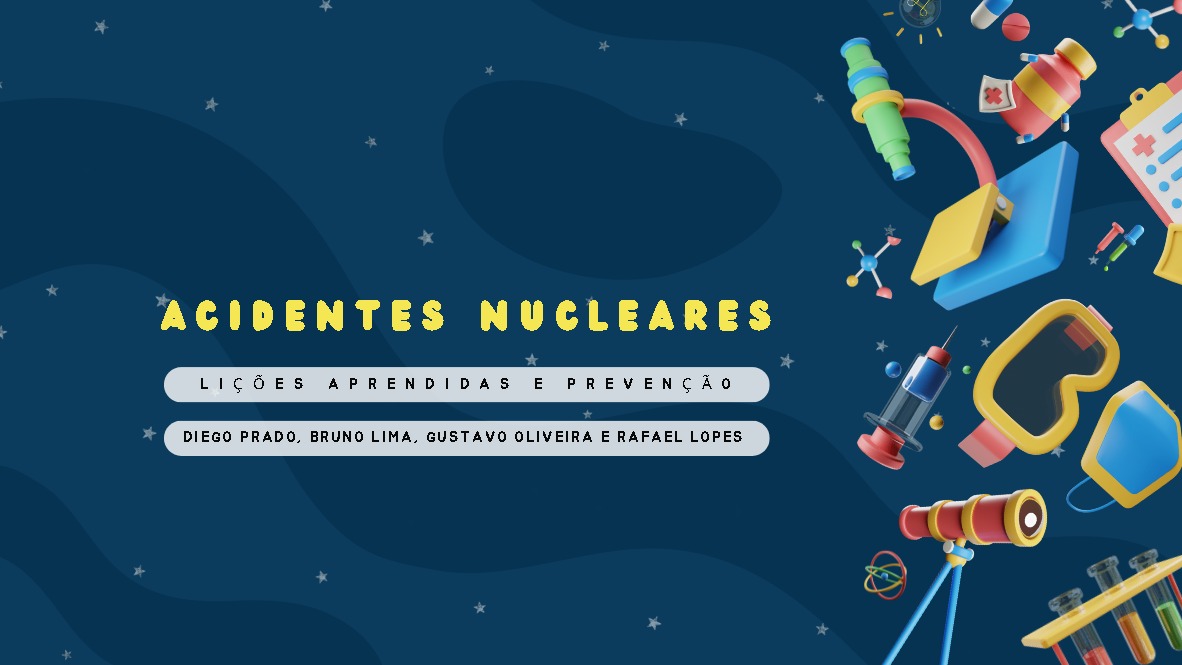 ACIDENTES NUCLEARES
LIÇÕES APRENDIDAS E PREVENÇÃO
DIEGO PRADO, BRUNO LIMA, GUSTAVO OLIVEIRA E RAFAEL LOPES